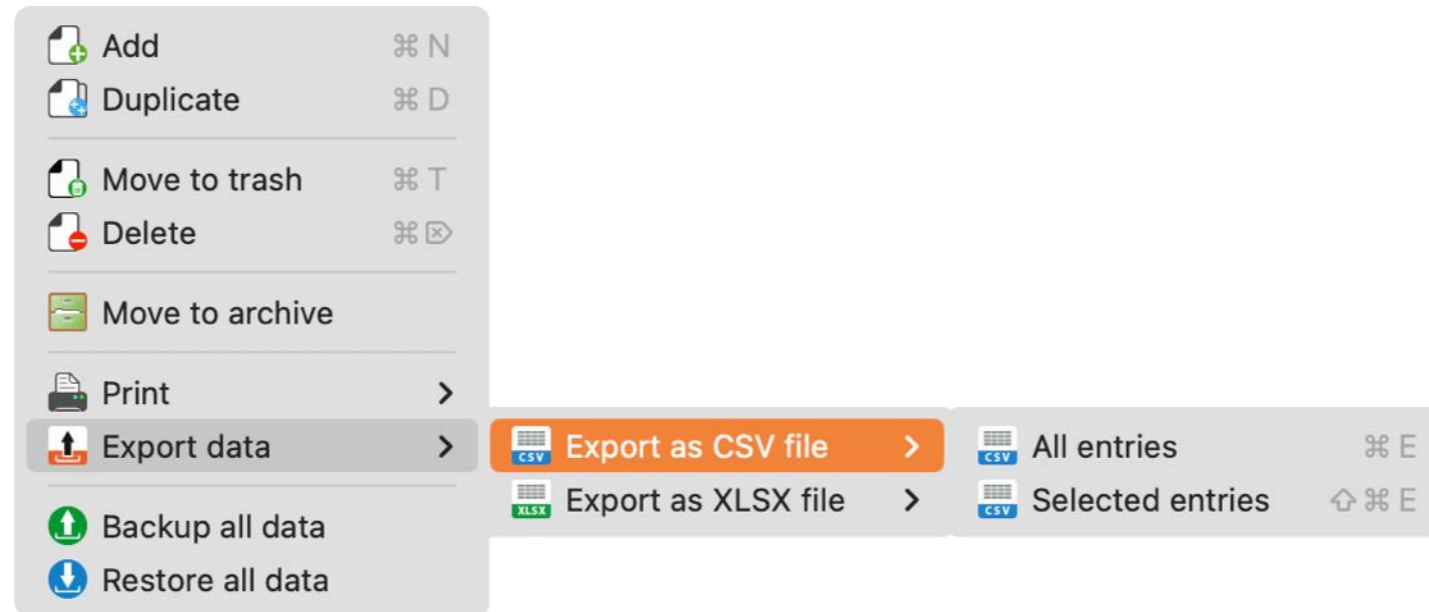 Add ⌘ N
Duplicate ⌘ D
Move to trash ⌘ T
Delete ⌘ ⌦
Move to archive
Print
Export data
CSV Export as CSV file
CSV All entries ⌘ E
XLSX Export as XLSX file
CSV Selected entries ⇧ ⌘ E
Backup all data
Restore all data